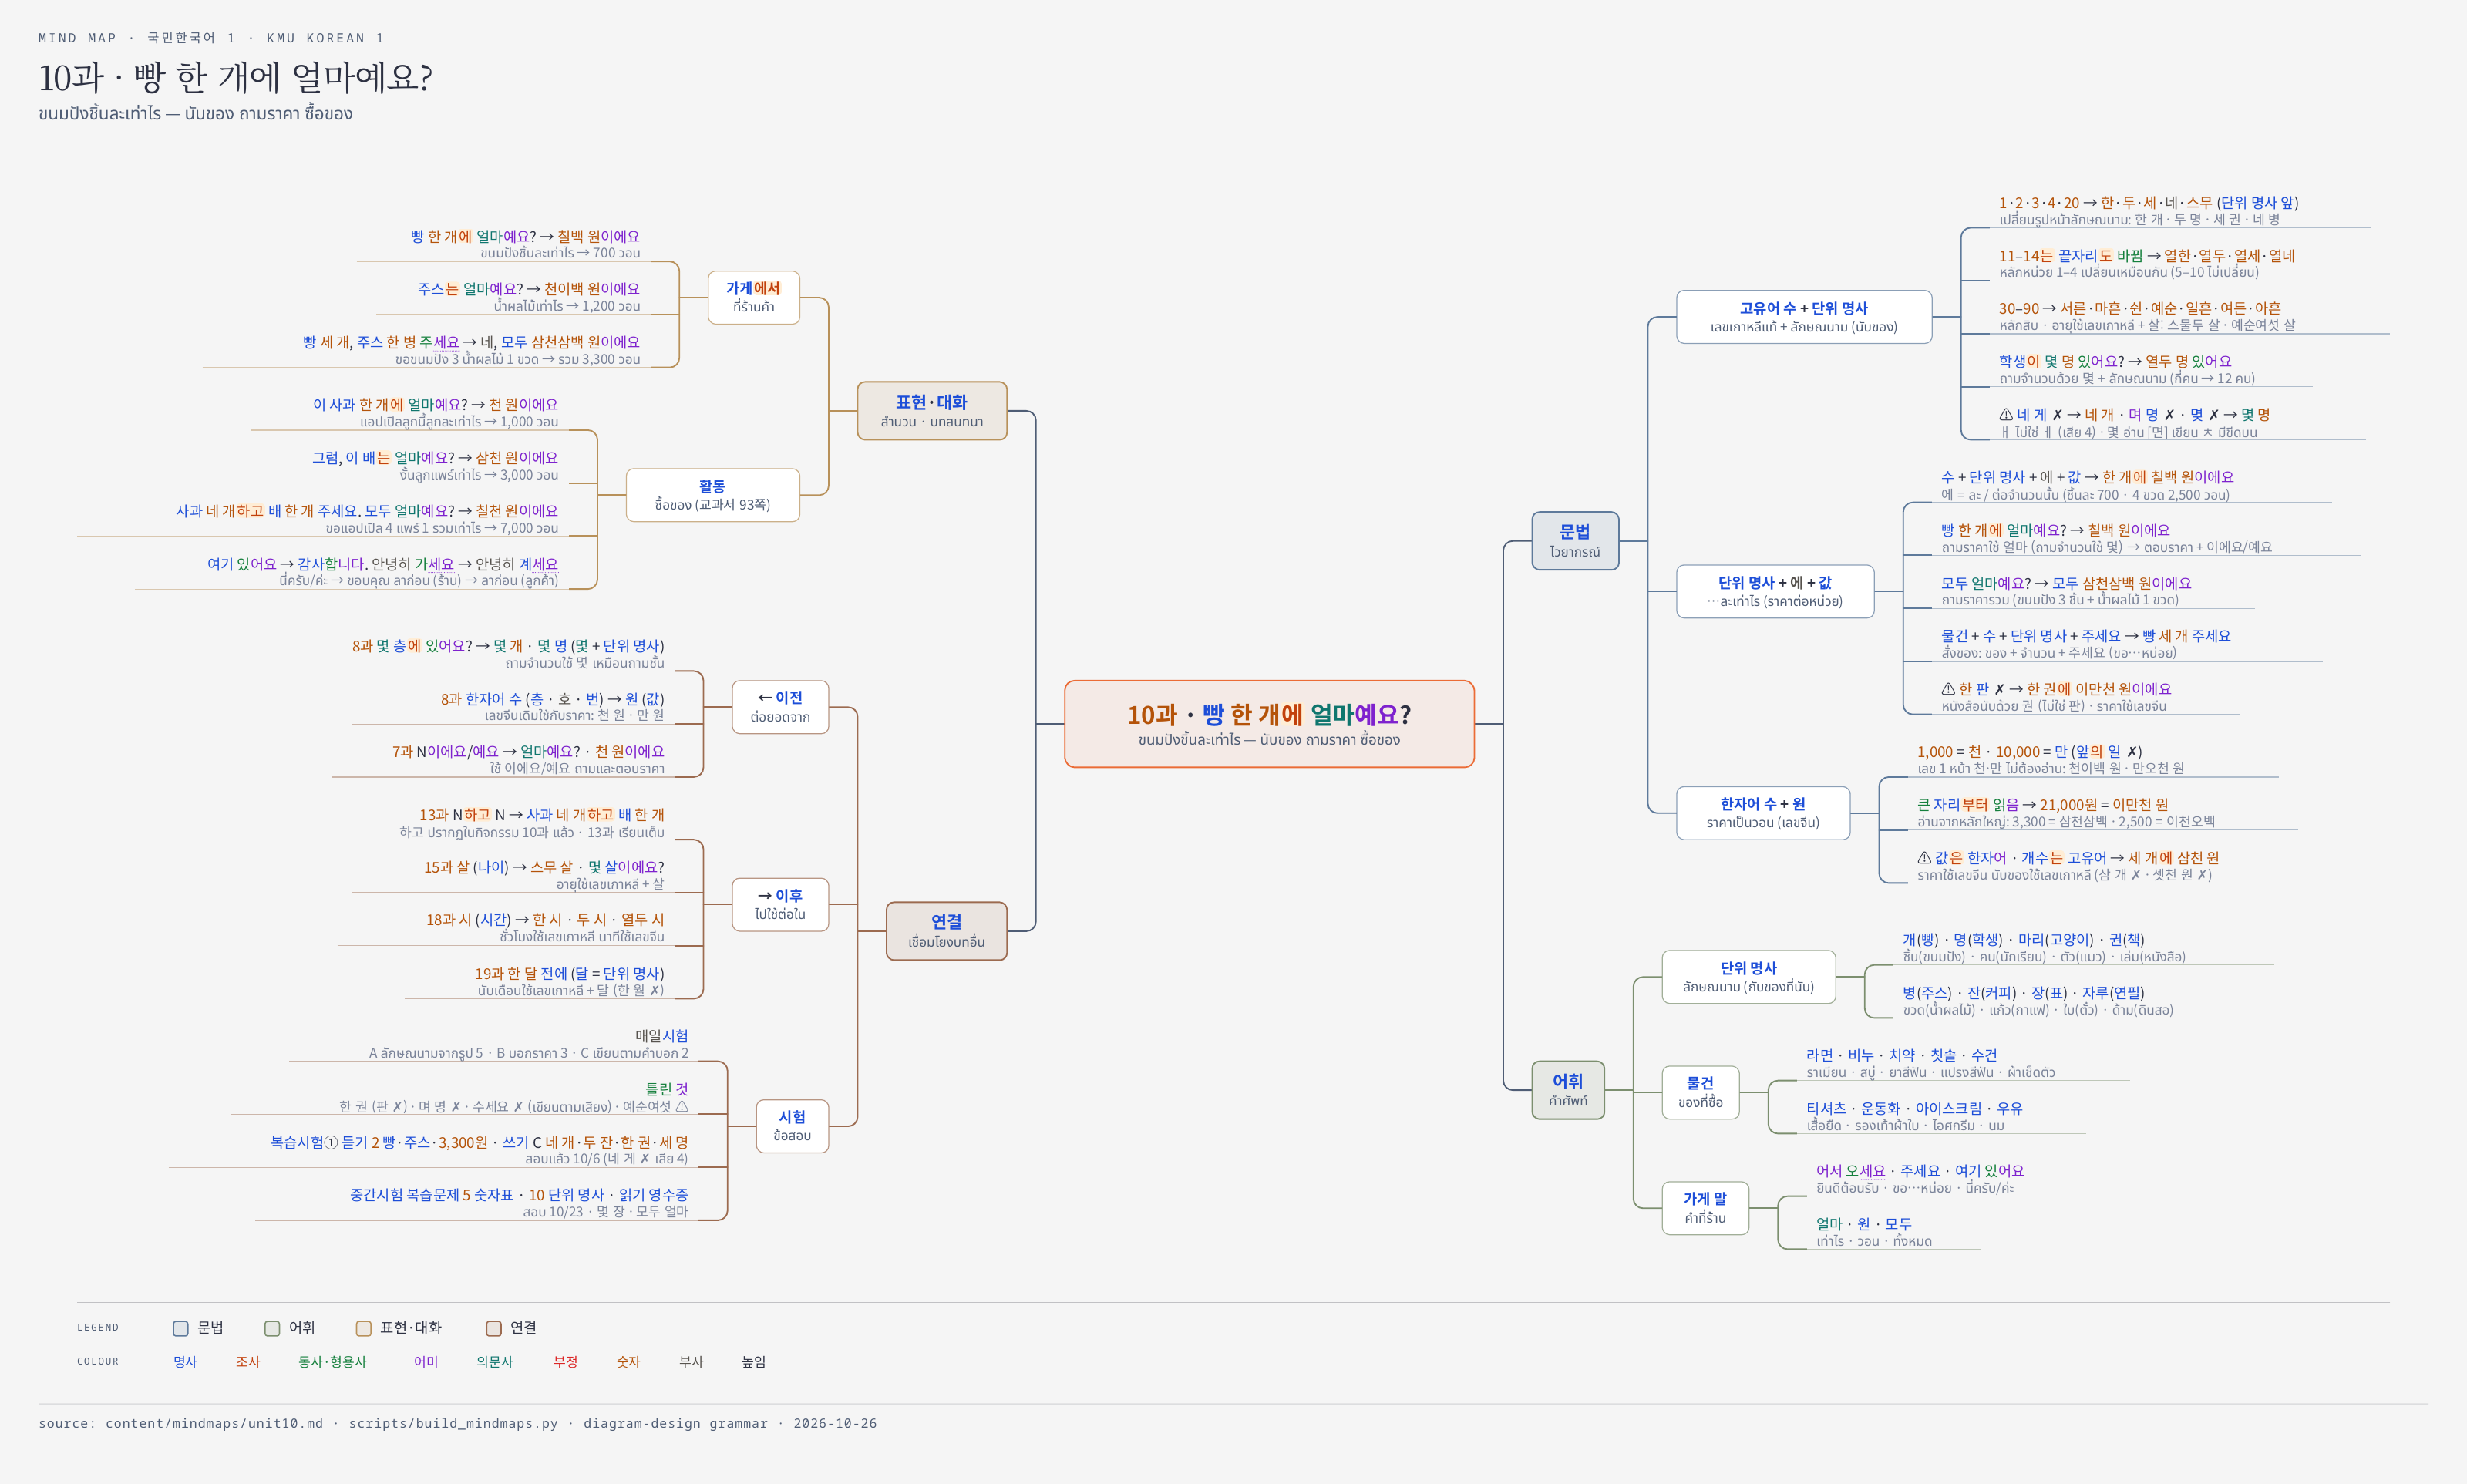 MIND MAP · 국민한국어 1 · KMU KOREAN 1
10과 · 빵 한 개에 얼마예요?
ขนมปังชิ้นละเท่าไร — นับของ ถามราคา ซื้อของ
빵 한 개에 얼마예요? → 칠백 원이에요
ขนมปังชิ้นละเท่าไร → 700 วอน
주스는 얼마예요? → 천이백 원이에요
น้ำผลไม้เท่าไร → 1,200 วอน
빵 세 개, 주스 한 병 주세요 → 네, 모두 삼천삼백 원이에요
ขอขนมปัง 3 น้ำผลไม้ 1 ขวด → รวม 3,300 วอน
가게에서
ที่ร้านค้า
이 사과 한 개에 얼마예요? → 천 원이에요
แอปเปิลลูกนี้ลูกละเท่าไร → 1,000 วอน
그럼, 이 배는 얼마예요? → 삼천 원이에요
งั้นลูกแพร์เท่าไร → 3,000 วอน
사과 네 개하고 배 한 개 주세요. 모두 얼마예요? → 칠천 원이에요
ขอแอปเปิล 4 แพร์ 1 รวมเท่าไร → 7,000 วอน
여기 있어요 → 감사합니다. 안녕히 가세요 → 안녕히 계세요
นี่ครับ/ค่ะ → ขอบคุณ ลาก่อน (ร้าน) → ลาก่อน (ลูกค้า)
활동
ซื้อของ (교과서 93쪽)
표현·대화
สำนวน · บทสนทนา
8과 몇 층에 있어요? → 몇 개 · 몇 명 (몇 + 단위 명사)
ถามจำนวนใช้ 몇 เหมือนถามชั้น
8과 한자어 수 (층 · 호 · 번) → 원 (값)
เลขจีนเดิมใช้กับราคา: 천 원 · 만 원
7과 N이에요/예요 → 얼마예요? · 천 원이에요
ใช้ 이에요/예요 ถามและตอบราคา
← 이전
ต่อยอดจาก
13과 N하고 N → 사과 네 개하고 배 한 개
하고 ปรากฏในกิจกรรม 10과 แล้ว · 13과 เรียนเต็ม
15과 살 (나이) → 스무 살 · 몇 살이에요?
อายุใช้เลขเกาหลี + 살
18과 시 (시간) → 한 시 · 두 시 · 열두 시
ชั่วโมงใช้เลขเกาหลี นาทีใช้เลขจีน
19과 한 달 전에 (달 = 단위 명사)
นับเดือนใช้เลขเกาหลี + 달 (한 월 ✗)
→ 이후
ไปใช้ต่อใน
매일시험
A ลักษณนามจากรูป 5 · B บอกราคา 3 · C เขียนตามคำบอก 2
틀린 것
한 권 (판 ✗) · 며 명 ✗ · 수세요 ✗ (เขียนตามเสียง) · 예순여섯 ⚠
복습시험① 듣기 2 빵·주스·3,300원 · 쓰기 C 네 개·두 잔·한 권·세 명
สอบแล้ว 10/6 (네 게 ✗ เสีย 4)
중간시험 복습문제 5 숫자표 · 10 단위 명사 · 읽기 영수증
สอบ 10/23 · 몇 장 · 모두 얼마
시험
ข้อสอบ
연결
เชื่อมโยงบทอื่น
10과 · 빵 한 개에 얼마예요?
ขนมปังชิ้นละเท่าไร — นับของ ถามราคา ซื้อของ
문법
ไวยากรณ์
고유어 수 + 단위 명사
เลขเกาหลีแท้ + ลักษณนาม (นับของ)
1·2·3·4·20 → 한·두·세·네·스무 (단위 명사 앞)
เปลี่ยนรูปหน้าลักษณนาม: 한 개 · 두 명 · 세 권 · 네 병
11–14는 끝자리도 바뀜 → 열한·열두·열세·열네
หลักหน่วย 1–4 เปลี่ยนเหมือนกัน (5–10 ไม่เปลี่ยน)
30–90 → 서른·마흔·쉰·예순·일흔·여든·아흔
หลักสิบ · อายุใช้เลขเกาหลี + 살: 스물두 살 · 예순여섯 살
학생이 몇 명 있어요? → 열두 명 있어요
ถามจำนวนด้วย 몇 + ลักษณนาม (กี่คน → 12 คน)
⚠ 네 게 ✗ → 네 개 · 며 명 ✗ · 몆 ✗ → 몇 명
ㅐ ไม่ใช่ ㅔ (เสีย 4) · 몇 อ่าน [면] เขียน ㅊ มีขีดบน
단위 명사 + 에 + 값
…ละเท่าไร (ราคาต่อหน่วย)
수 + 단위 명사 + 에 + 값 → 한 개에 칠백 원이에요
에 = ละ / ต่อจำนวนนั้น (ชิ้นละ 700 · 4 ขวด 2,500 วอน)
빵 한 개에 얼마예요? → 칠백 원이에요
ถามราคาใช้ 얼마 (ถามจำนวนใช้ 몇) → ตอบราคา + 이에요/예요
모두 얼마예요? → 모두 삼천삼백 원이에요
ถามราคารวม (ขนมปัง 3 ชิ้น + น้ำผลไม้ 1 ขวด)
물건 + 수 + 단위 명사 + 주세요 → 빵 세 개 주세요
สั่งของ: ของ + จำนวน + 주세요 (ขอ…หน่อย)
⚠ 한 판 ✗ → 한 권에 이만천 원이에요
หนังสือนับด้วย 권 (ไม่ใช่ 판) · ราคาใช้เลขจีน
한자어 수 + 원
ราคาเป็นวอน (เลขจีน)
1,000 = 천 · 10,000 = 만 (앞의 일 ✗)
เลข 1 หน้า 천·만 ไม่ต้องอ่าน: 천이백 원 · 만오천 원
큰 자리부터 읽음 → 21,000원 = 이만천 원
อ่านจากหลักใหญ่: 3,300 = 삼천삼백 · 2,500 = 이천오백
⚠ 값은 한자어 · 개수는 고유어 → 세 개에 삼천 원
ราคาใช้เลขจีน นับของใช้เลขเกาหลี (삼 개 ✗ · 셋천 원 ✗)
어휘
คำศัพท์
단위 명사
ลักษณนาม (กับของที่นับ)
개(빵) · 명(학생) · 마리(고양이) · 권(책)
ชิ้น(ขนมปัง) · คน(นักเรียน) · ตัว(แมว) · เล่ม(หนังสือ)
병(주스) · 잔(커피) · 장(표) · 자루(연필)
ขวด(น้ำผลไม้) · แก้ว(กาแฟ) · ใบ(ตั๋ว) · ด้าม(ดินสอ)
물건
ของที่ซื้อ
라면 · 비누 · 치약 · 칫솔 · 수건
ราเมียน · สบู่ · ยาสีฟัน · แปรงสีฟัน · ผ้าเช็ดตัว
티셔츠 · 운동화 · 아이스크림 · 우유
เสื้อยืด · รองเท้าผ้าใบ · ไอศกรีม · นม
가게 말
คำที่ร้าน
어서 오세요 · 주세요 · 여기 있어요
ยินดีต้อนรับ · ขอ…หน่อย · นี่ครับ/ค่ะ
얼마 · 원 · 모두
เท่าไร · วอน · ทั้งหมด
LEGEND 문법 어휘 표현·대화 연결
COLOUR 명사 조사 동사·형용사 어미 의문사 부정 숫자 부사 높임
source: content/mindmaps/unit10.md · scripts/build_mindmaps.py · diagram-design grammar · 2026-10-26